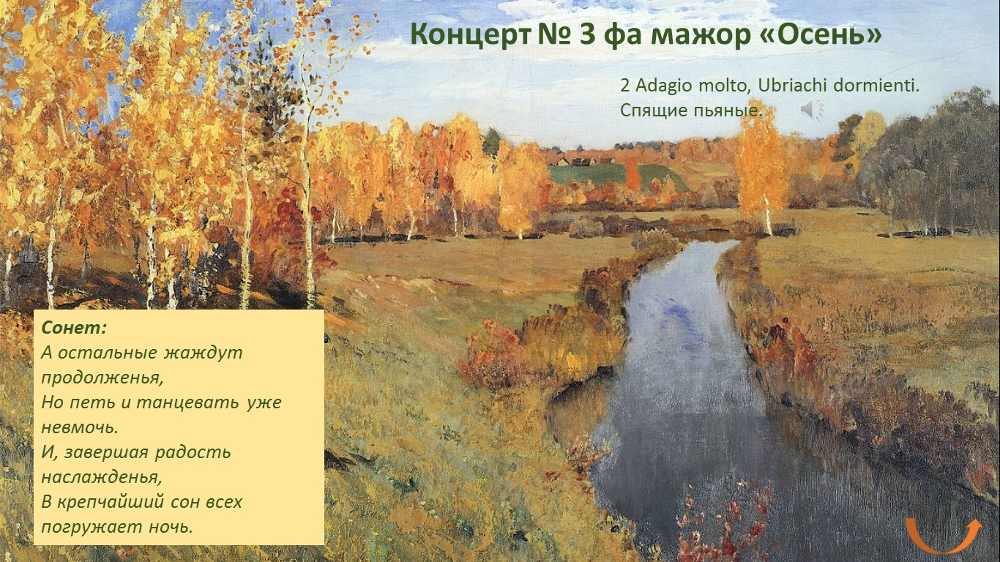 Концерт № 3 фа мажор «Осень»
2 Adagio molto, Ubriachi dormienti.
Спящие пьяные.
Сонет:
А остальные жаждут
продолженья,
Но петь и танцевать уже
невмочь.
И, завершая радость
наслажденья,
В крепчайший сон всех
погружает ночь.